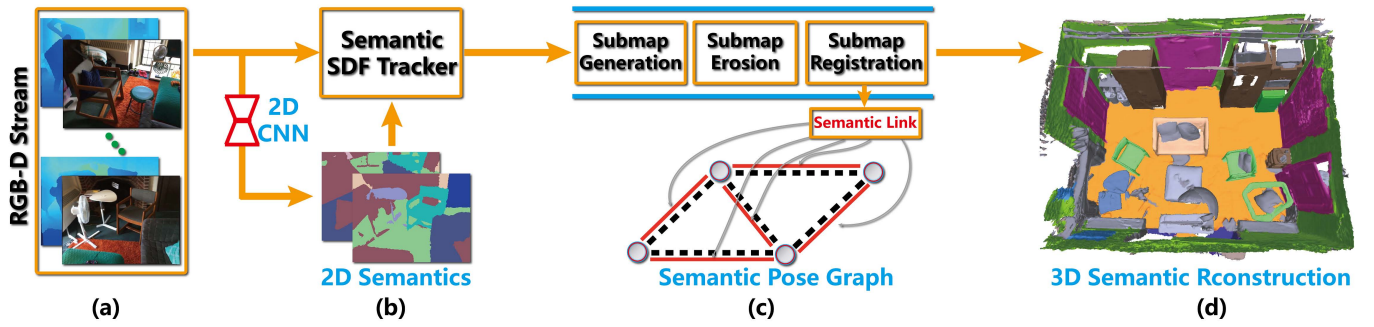 RGB-D Stream
2D
CNN
Semantic
SDF Tracker
2D Semantics
Submap
Generation
Submap
Erosion
Submap
Registration
Semantic Link
Semantic Pose Graph
3D Semantic Rconstruction
(a)
(b)
(c)
(d)